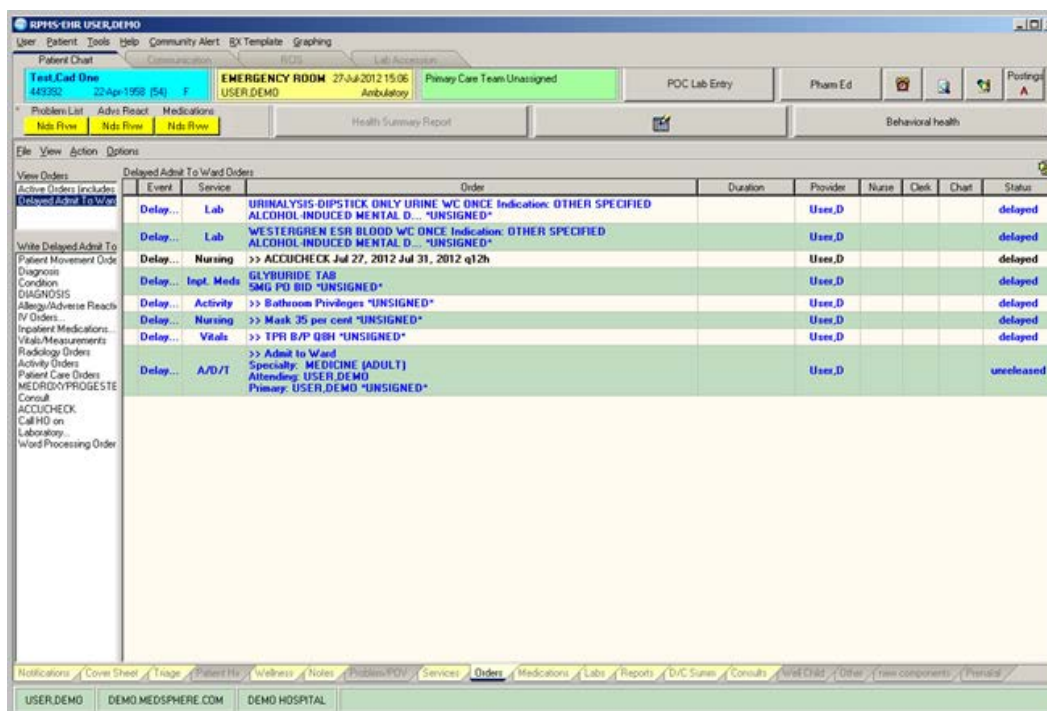 RPMS-EHR USER,DEMO
User Patient Tools Help Community Alert RX Template Graphing
Patient Chart Communication RCIS Lab Accession
Test,Cad One
449392 22-Apr-1958 (54) F
EMERGENCY ROOM 27-Jul-2012 15:06
USER,DEMO Ambulatory
Primary Care Team Unassigned
POC Lab Entry
Pharm Ed
Postings
A
Problem List Advs React Medications
Nds Rvw Nds Rvw Nds Rvw
Health Summary Report
Behavioral health
File View Action Options
View Orders
Active Orders (includes
Delayed Admit To Ward
Write Delayed Admit To
Patient Movement Orde
Diagnosis
Condition
DIAGNOSIS
Allergy/Adverse Reacti
IV Orders...
Inpatient Medications...
Vitals/Measurements
Radiology Orders
Activity Orders
Patient Care Orders
MEDROXYPROGESTE
Consult
ACCUCHECK
Call HO on
Laboratory...
Word Processing Order
Delayed Admit To Ward Orders
Event Service Order Duration Provider Nurse Clerk Chart Status
Delay... Lab URINALYSIS-DIPSTICK ONLY URINE WC ONCE Indication: OTHER SPECIFIED User,D delayed
ALCOHOL-INDUCED MENTAL D... *UNSIGNED*
Delay... Lab WESTERGREN ESR BLOOD WC ONCE Indication: OTHER SPECIFIED User,D delayed
ALCOHOL-INDUCED MENTAL D... *UNSIGNED*
Delay... Nursing >> ACCUCHECK Jul 27, 2012 Jul 31, 2012 q12h User,D delayed
Delay... Inpt. Meds GLYBURIDE TAB User,D delayed
5MG PO BID *UNSIGNED*
Delay... Activity >> Bathroom Privileges *UNSIGNED* User,D delayed
Delay... Nursing >> Mask 35 per cent *UNSIGNED* User,D delayed
Delay... Vitals >> TPR B/P Q8H *UNSIGNED* User,D delayed
Delay... A/D/T >> Admit to Ward User,D unreleased
Specialty: MEDICINE (ADULT)
Attending: USER,DEMO
Primary: USER,DEMO *UNSIGNED*
Notifications Cover Sheet Triage Patient Hx Wellness Notes Problem/POV Services Orders Medications Labs Reports D/C Summ Consults Well Child Other new components Prenatal
USER,DEMO DEMO.MEDSPHERE.COM DEMO HOSPITAL